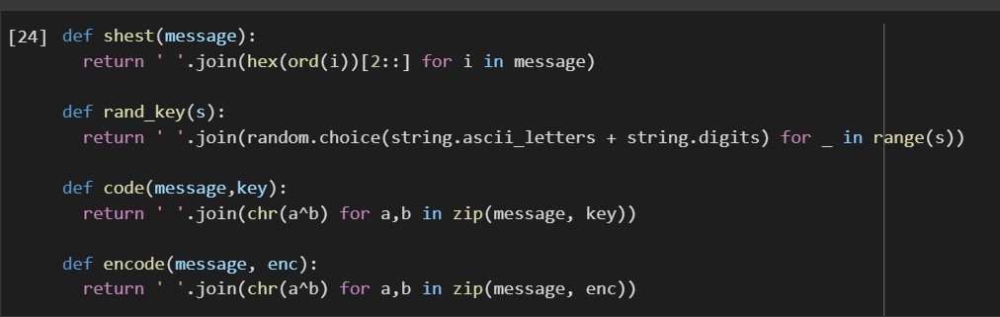 [24] def shest(message):
return ' '.join(hex(ord(i))[2::] for i in message)
def rand_key(s):
return ' '.join(random.choice(string.ascii_letters + string.digits) for _ in range(s))
def code(message,key):
return ' '.join(chr(a^b) for a,b in zip(message, key))
def encode(message, enc):
return ' '.join(chr(a^b) for a,b in zip(message, enc))